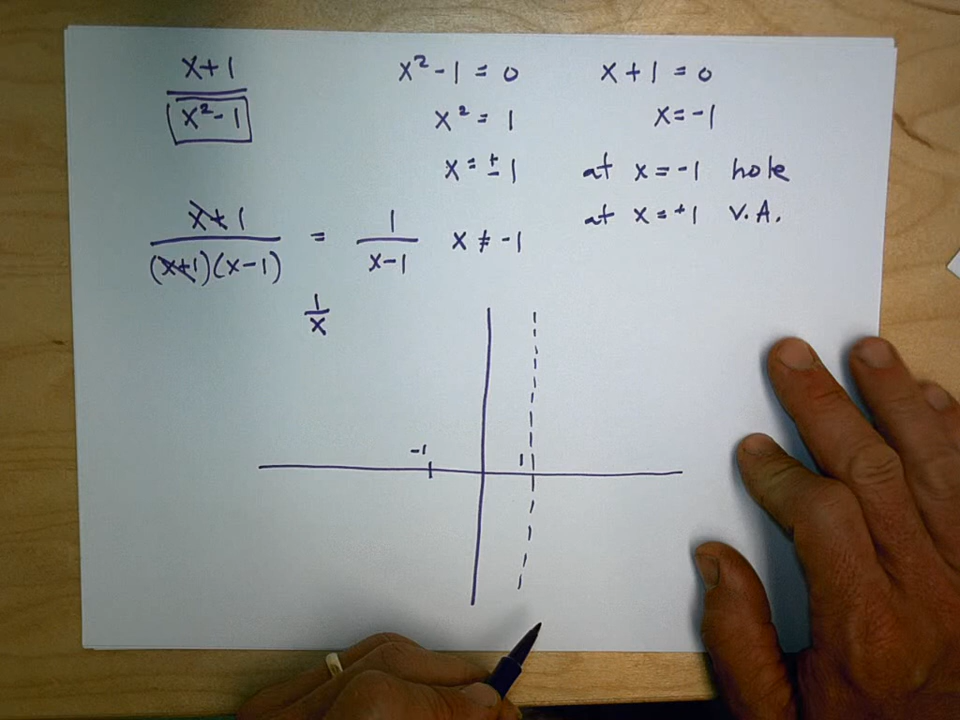 x+1 / x²-1
x²-1 = 0
x² = 1
x = ±1
x+1 = 0
x = -1
at x = -1 hole
at x = +1 V.A.
x+1 / (x+1)(x-1) = 1 / x-1 x ≠ -1
1 / x
-1 1